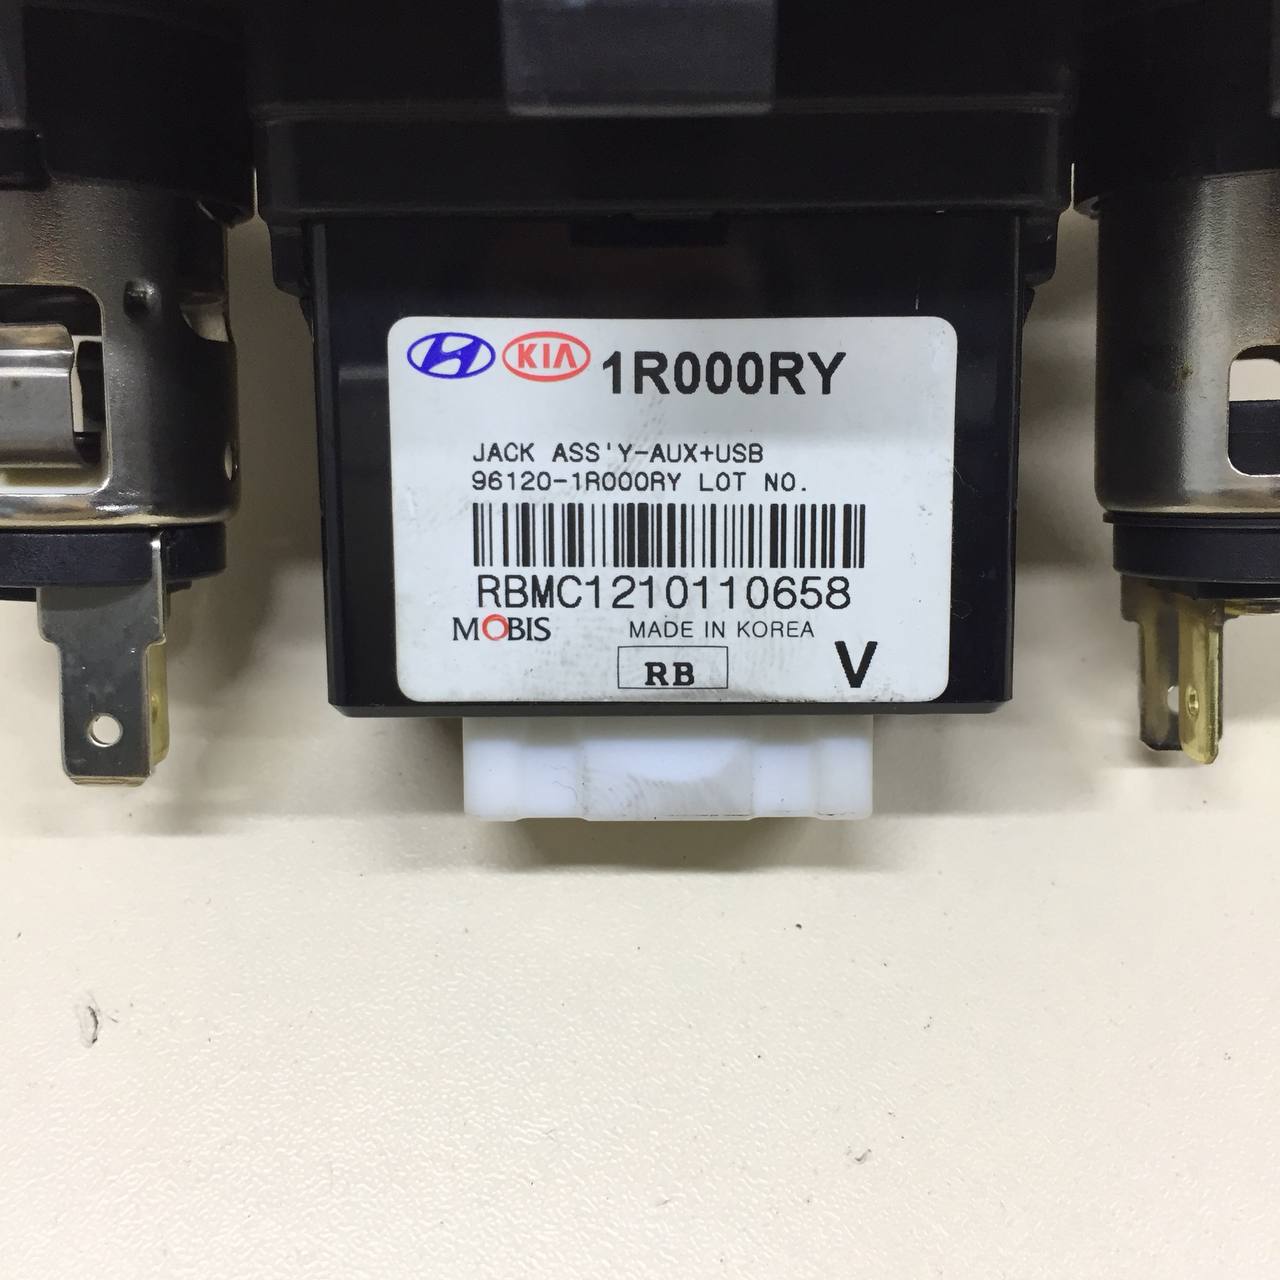 KIA 1R000RY
JACK ASS'Y-AUX+USB
96120-1R000RY LOT NO.
RBMC1210110658
MOBIS MADE IN KOREA
RB V